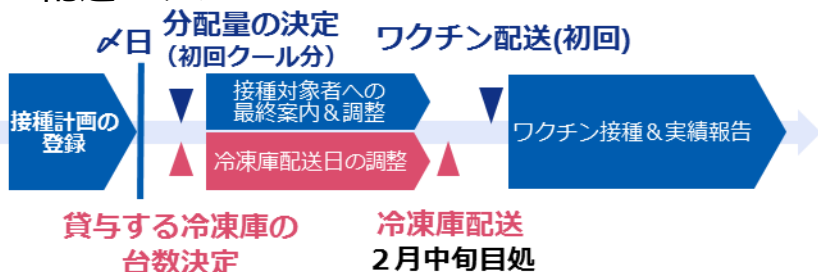 〆日
分配量の決定
（初回クール分）
ワクチン配送(初回)
接種計画の
登録
接種対象者への
最終案内＆調整
冷凍庫配送日の調整
ワクチン接種＆実績報告
貸与する冷凍庫の
台数決定
冷凍庫配送
２月中旬目処